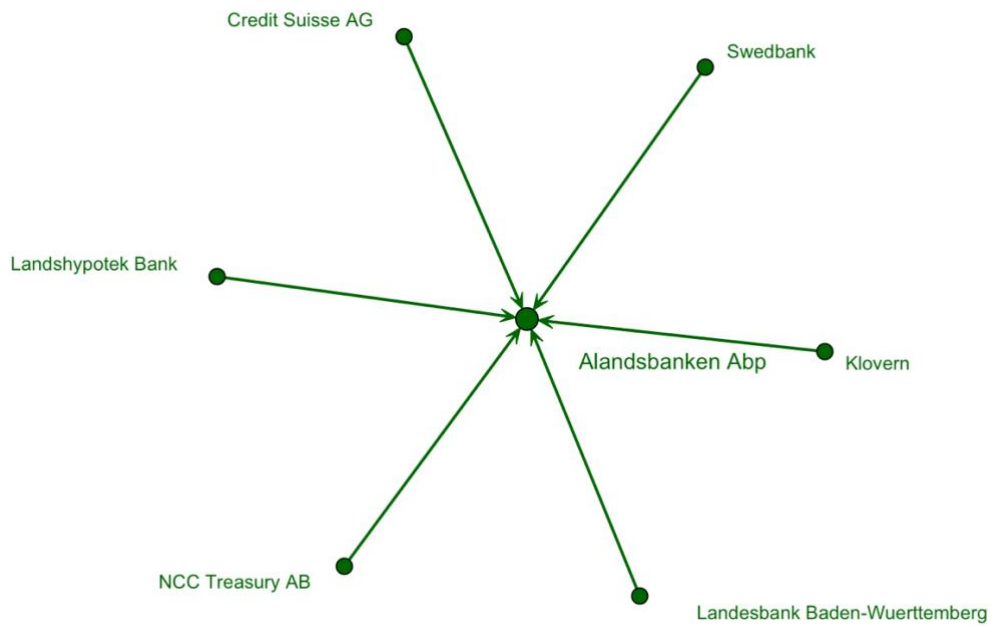 Credit Suisse AG
Swedbank
Landshypotek Bank
Alandsbanken Abp
Klovern
NCC Treasury AB
Landesbank Baden-Wuerttemberg